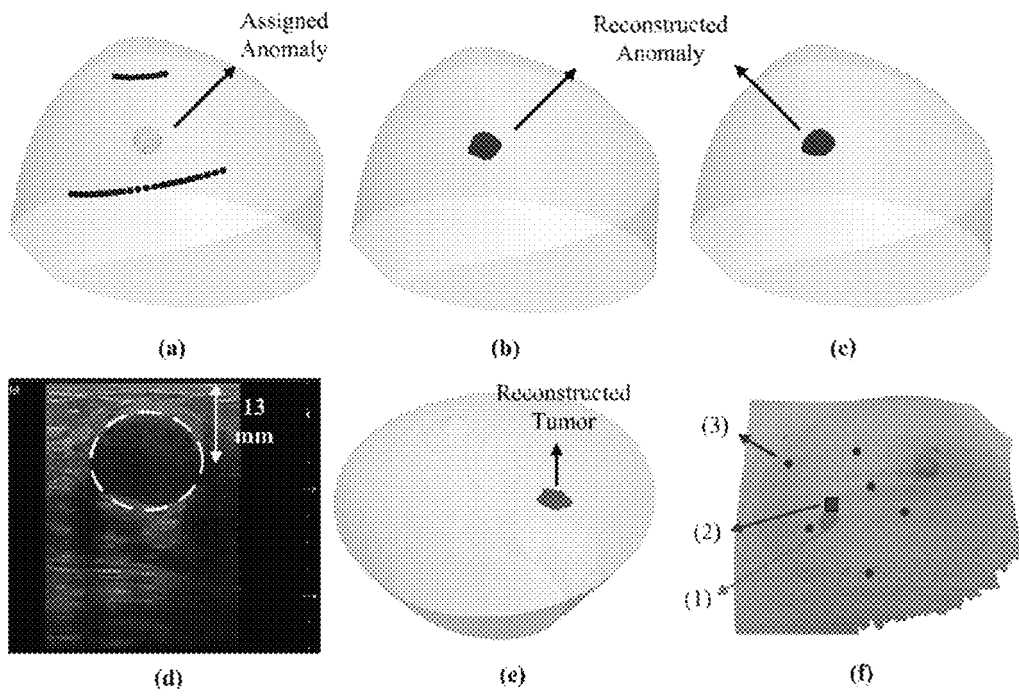 Assigned
Anomaly
Reconstructed
Anomaly
(a)
(b)
(c)
13
mm
Reconstructed
Tumor
(3)
(2)
(1)
(d)
(e)
(f)